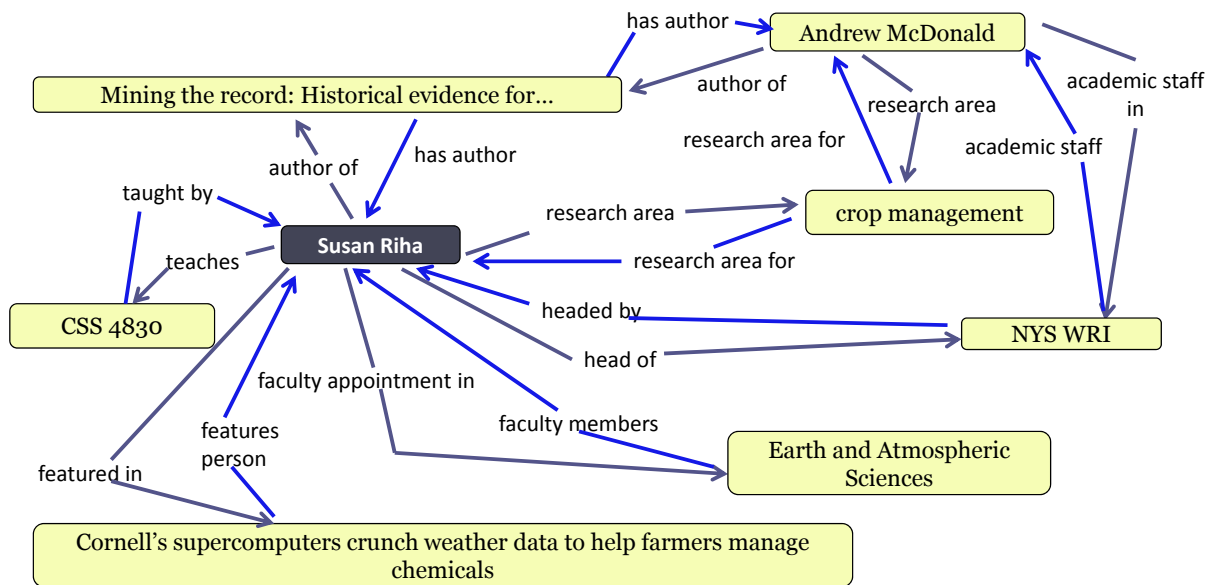 has author
Andrew McDonald
Mining the record: Historical evidence for…
author of
academic staff
in
research area
research area for
academic staff
has author
author of
taught by
research area
crop management
Susan Riha
teaches
research area for
CSS 4830
headed by
NYS WRI
head of
faculty appointment in
features
person
faculty members
Earth and Atmospheric
Sciences
featured in
Cornell’s supercomputers crunch weather data to help farmers manage
chemicals